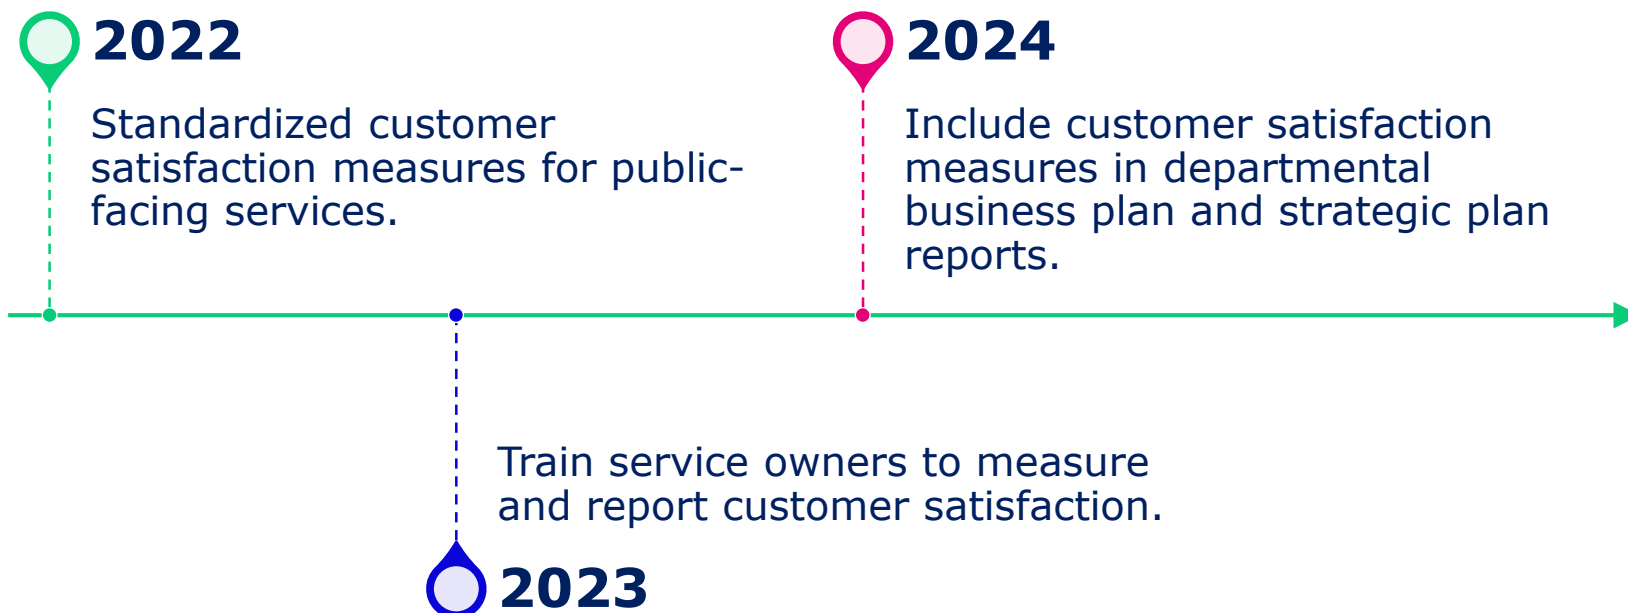 2022
Standardized customer
satisfaction measures for public-
facing services.
2024
Include customer satisfaction
measures in departmental
business plan and strategic plan
reports.
Train service owners to measure
and report customer satisfaction.
2023